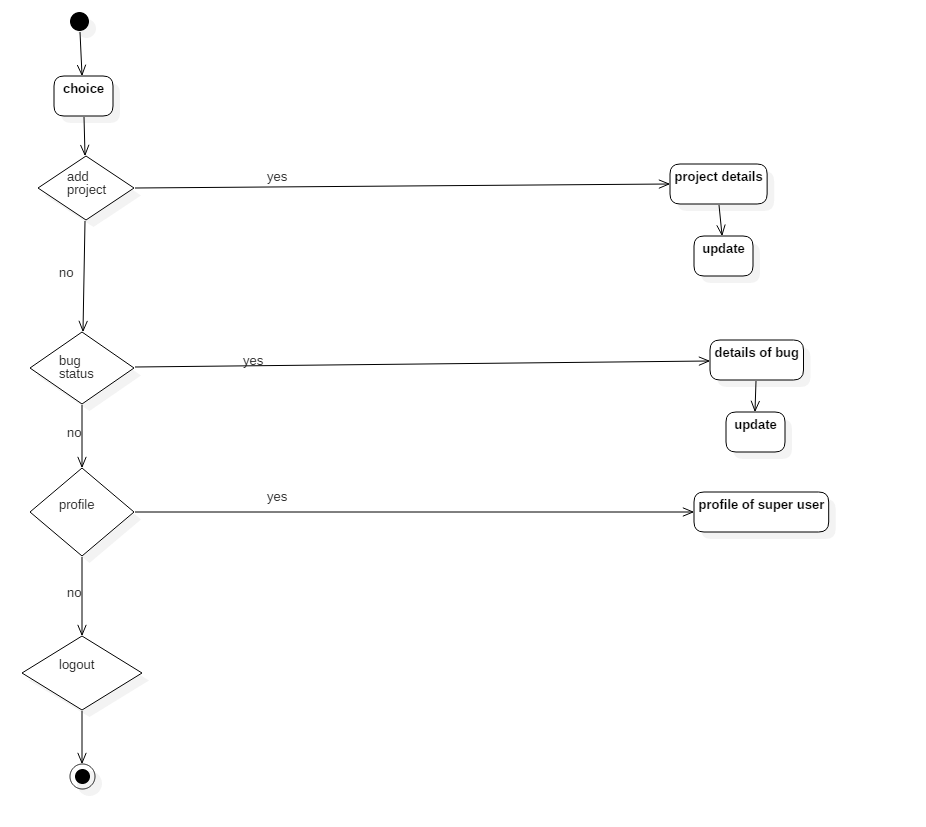 choice
add
project
yes
project details
update
no
bug
status
yes
details of bug
update
no
profile
yes
profile of super user
no
logout